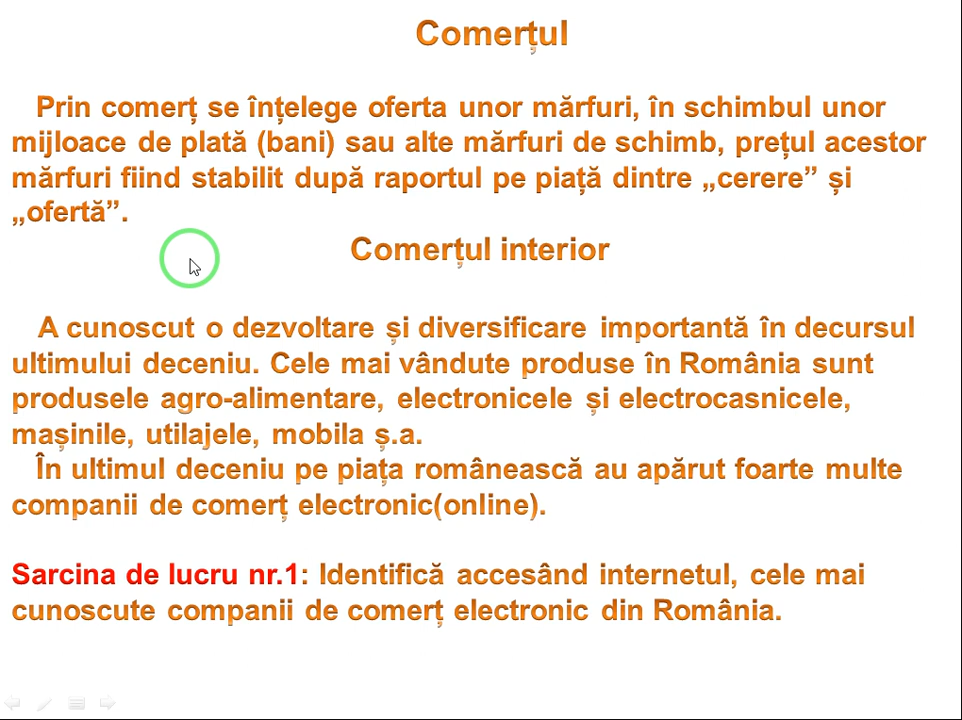 Comerțul
Prin comerț se înțelege oferta unor mărfuri, în schimbul unor
mijloace de plată (bani) sau alte mărfuri de schimb, prețul acestor
mărfuri fiind stabilit după raportul pe piață dintre „cerere” și
„ofertă”.
Comerțul interior
A cunoscut o dezvoltare și diversificare importantă în decursul
ultimului deceniu. Cele mai vândute produse în România sunt
produsele agro-alimentare, electronicele și electrocasnicele,
mașinile, utilajele, mobila ș.a.
În ultimul deceniu pe piața românească au apărut foarte multe
companii de comerț electronic(online).
Sarcina de lucru nr.1: Identifică accesând internetul, cele mai
cunoscute companii de comerț electronic din România.